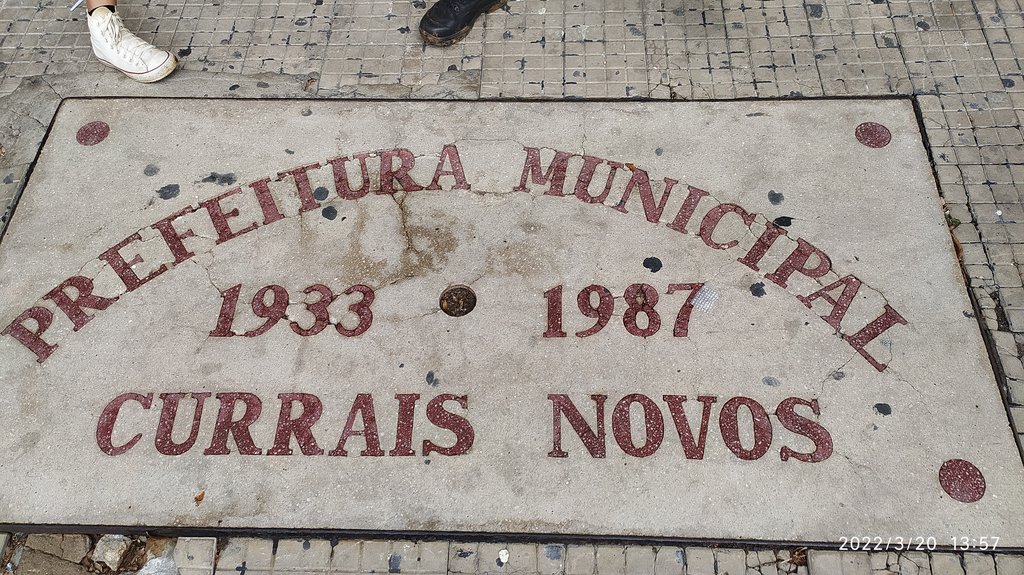 PREFEITURA MUNICIPAL
1933 1987
CURRAIS NOVOS
2022/3/20 13:57